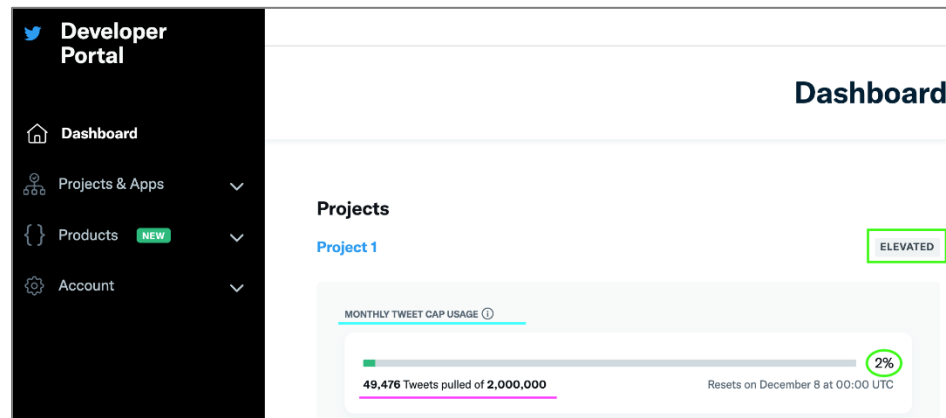 Developer
Portal
Dashboard
Dashboard
Projects & Apps
Products NEW
Account
Projects
Project 1
ELEVATED
MONTHLY TWEET CAP USAGE
2%
49,476 Tweets pulled of 2,000,000
Resets on December 8 at 00:00 UTC